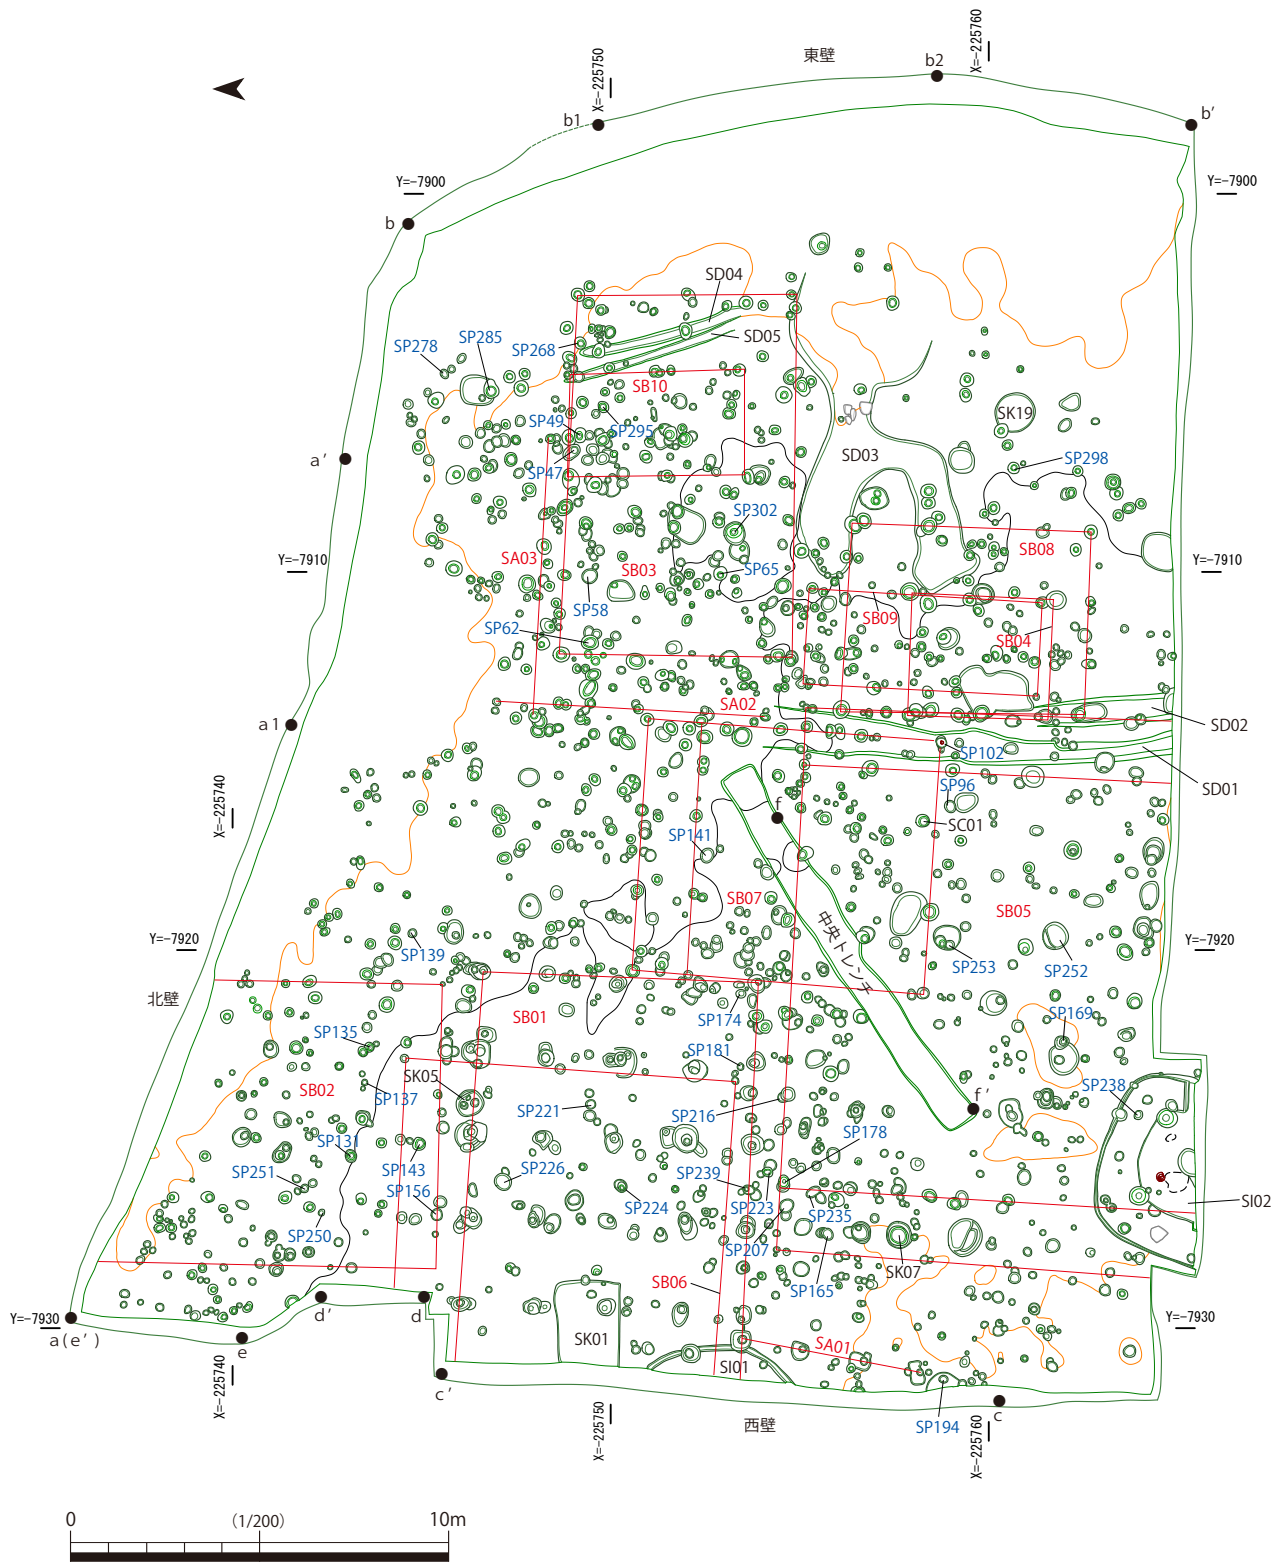 東壁
X=-225750
X=-225760
b2
b1
b'
Y=-7900
Y=-7900
b
SD04
SD05
SP268
SP285
SP278
SB10
SK19
SP49
SP295
SP47
SD03
SP298
a'
SP302
SA03
SB03
SP65
SB08
Y=-7910
Y=-7910
SP58
SB09
SP62
SB04
SA02
SD02
a1
SP102
SD01
SP96
X=-225740
f
SC01
SP141
SB07
SB05
中央トレンチ
Y=-7920
SP139
SP253
SP252
Y=-7920
北壁
SB01
SP174
SP169
SP135
SP181
SK05
SP238
SB02
SP137
SP221
SP216
f'
SP178
SP131
SP143
SP226
SP239
SP251
SP156
SP224
SP223
SP235
SI02
SP250
SP207
SK07
SB06
SP165
d'
d
Y=-7930
a(e')
e
SK01
SI01
SA01
Y=-7930
X=-225740
c'
c
X=-225750
西壁
SP194
X=-225760
0
(1/200)
10m